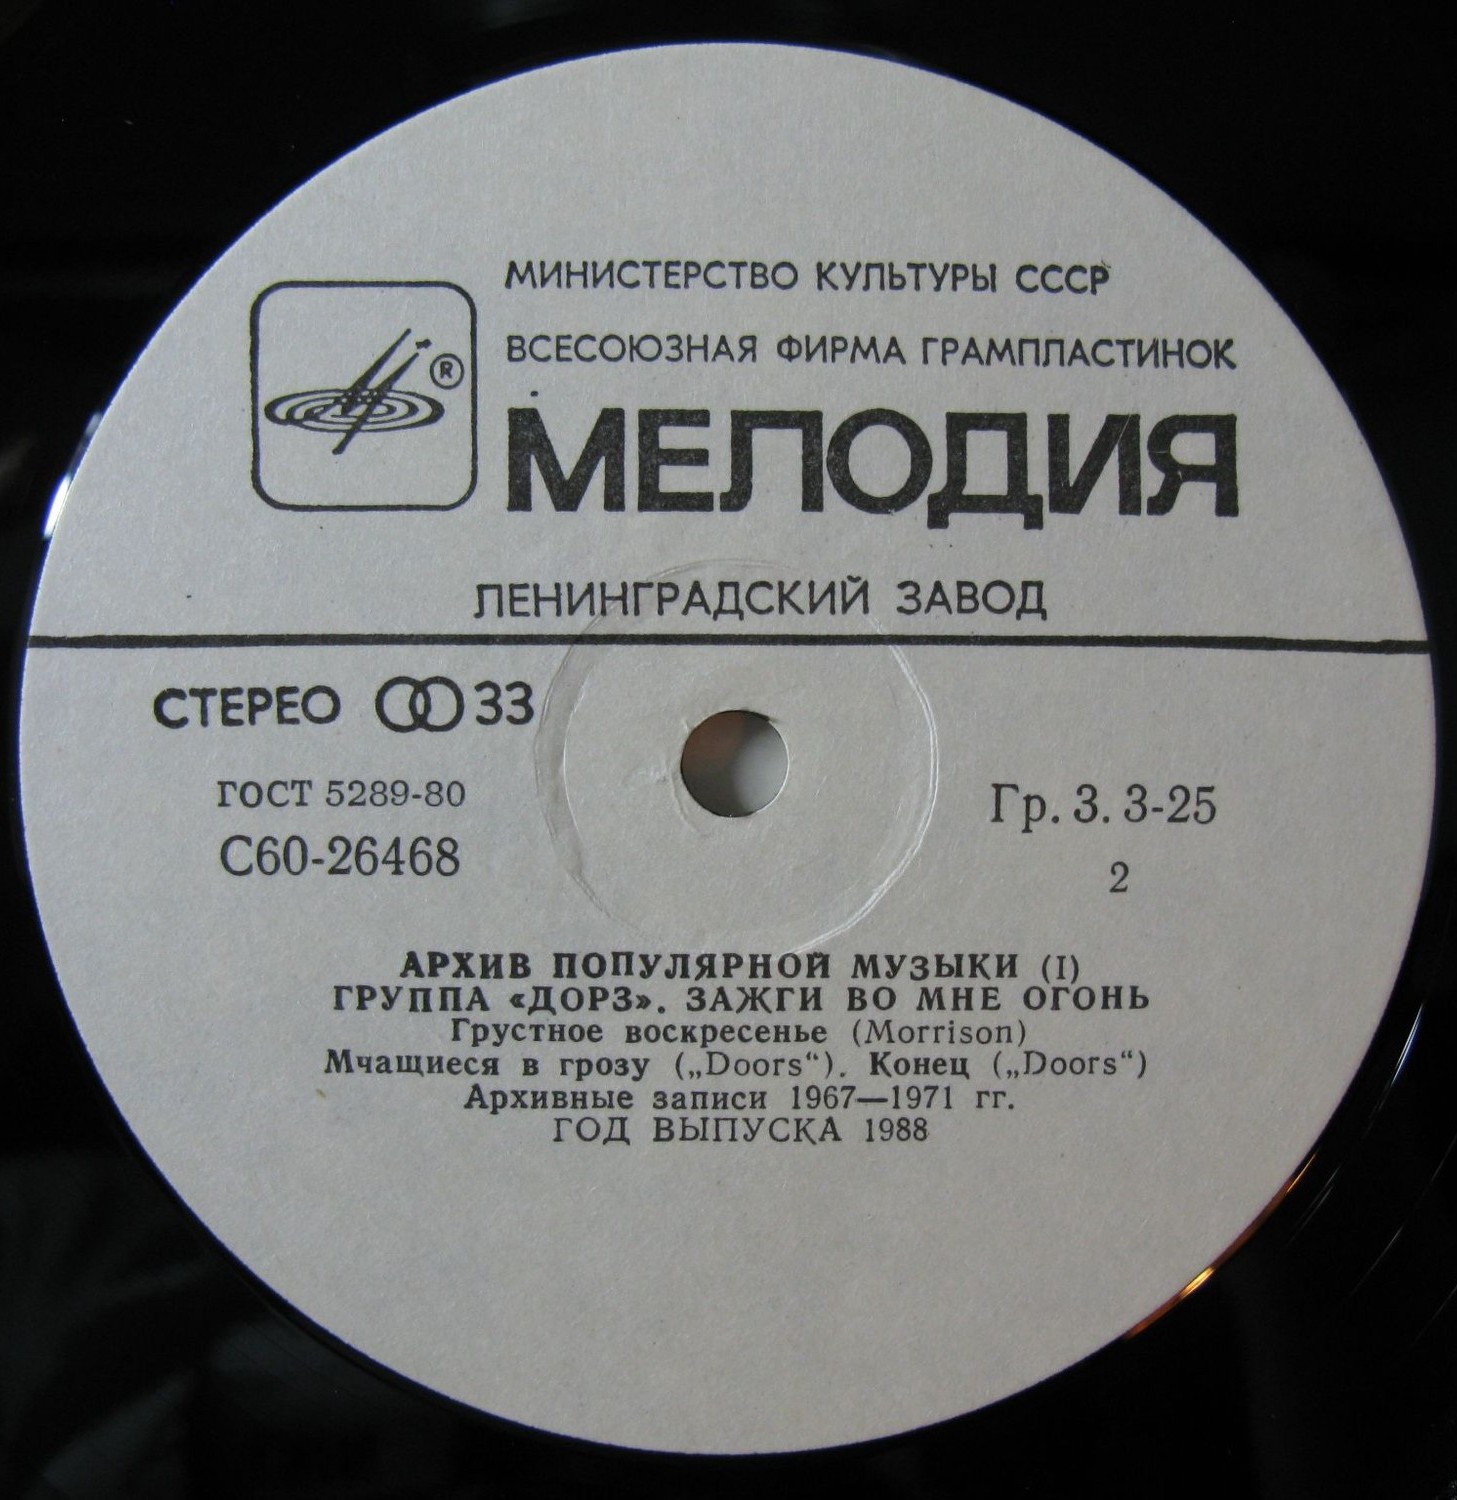 МИНИСТЕРСТВО КУЛЬТУРЫ СССР
ВСЕСОЮЗНАЯ ФИРМА ГРАМПЛАСТИНОК
®
МЕЛОДИЯ
ЛЕНИНГРАДСКИЙ ЗАВОД
СТЕРЕО 33
ГОСТ 5289-80
С60-26468
Гр. 3. 3-25
2
АРХИВ ПОПУЛЯРНОЙ МУЗЫКИ (I)
ГРУППА «ДОРЗ». ЗАЖГИ ВО МНЕ ОГОНЬ
Грустное воскресенье (Morrison)
Мчащиеся в грозу („Doors“). Конец („Doors“)
Архивные записи 1967—1971 гг.
ГОД ВЫПУСКА 1988